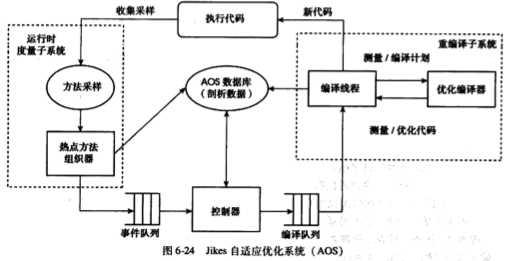 收集采样
执行代码
新代码
运行时
度量子系统
重编译子系统
测量/编译计划
方法采样
AOS 数据库
(剖析数据)
编译线程
优化编译器
测量/优化代码
热点方法
组织器
控制器
事件队列
编译队列
图 6-24 Jikes 自适应优化系统(AOS)